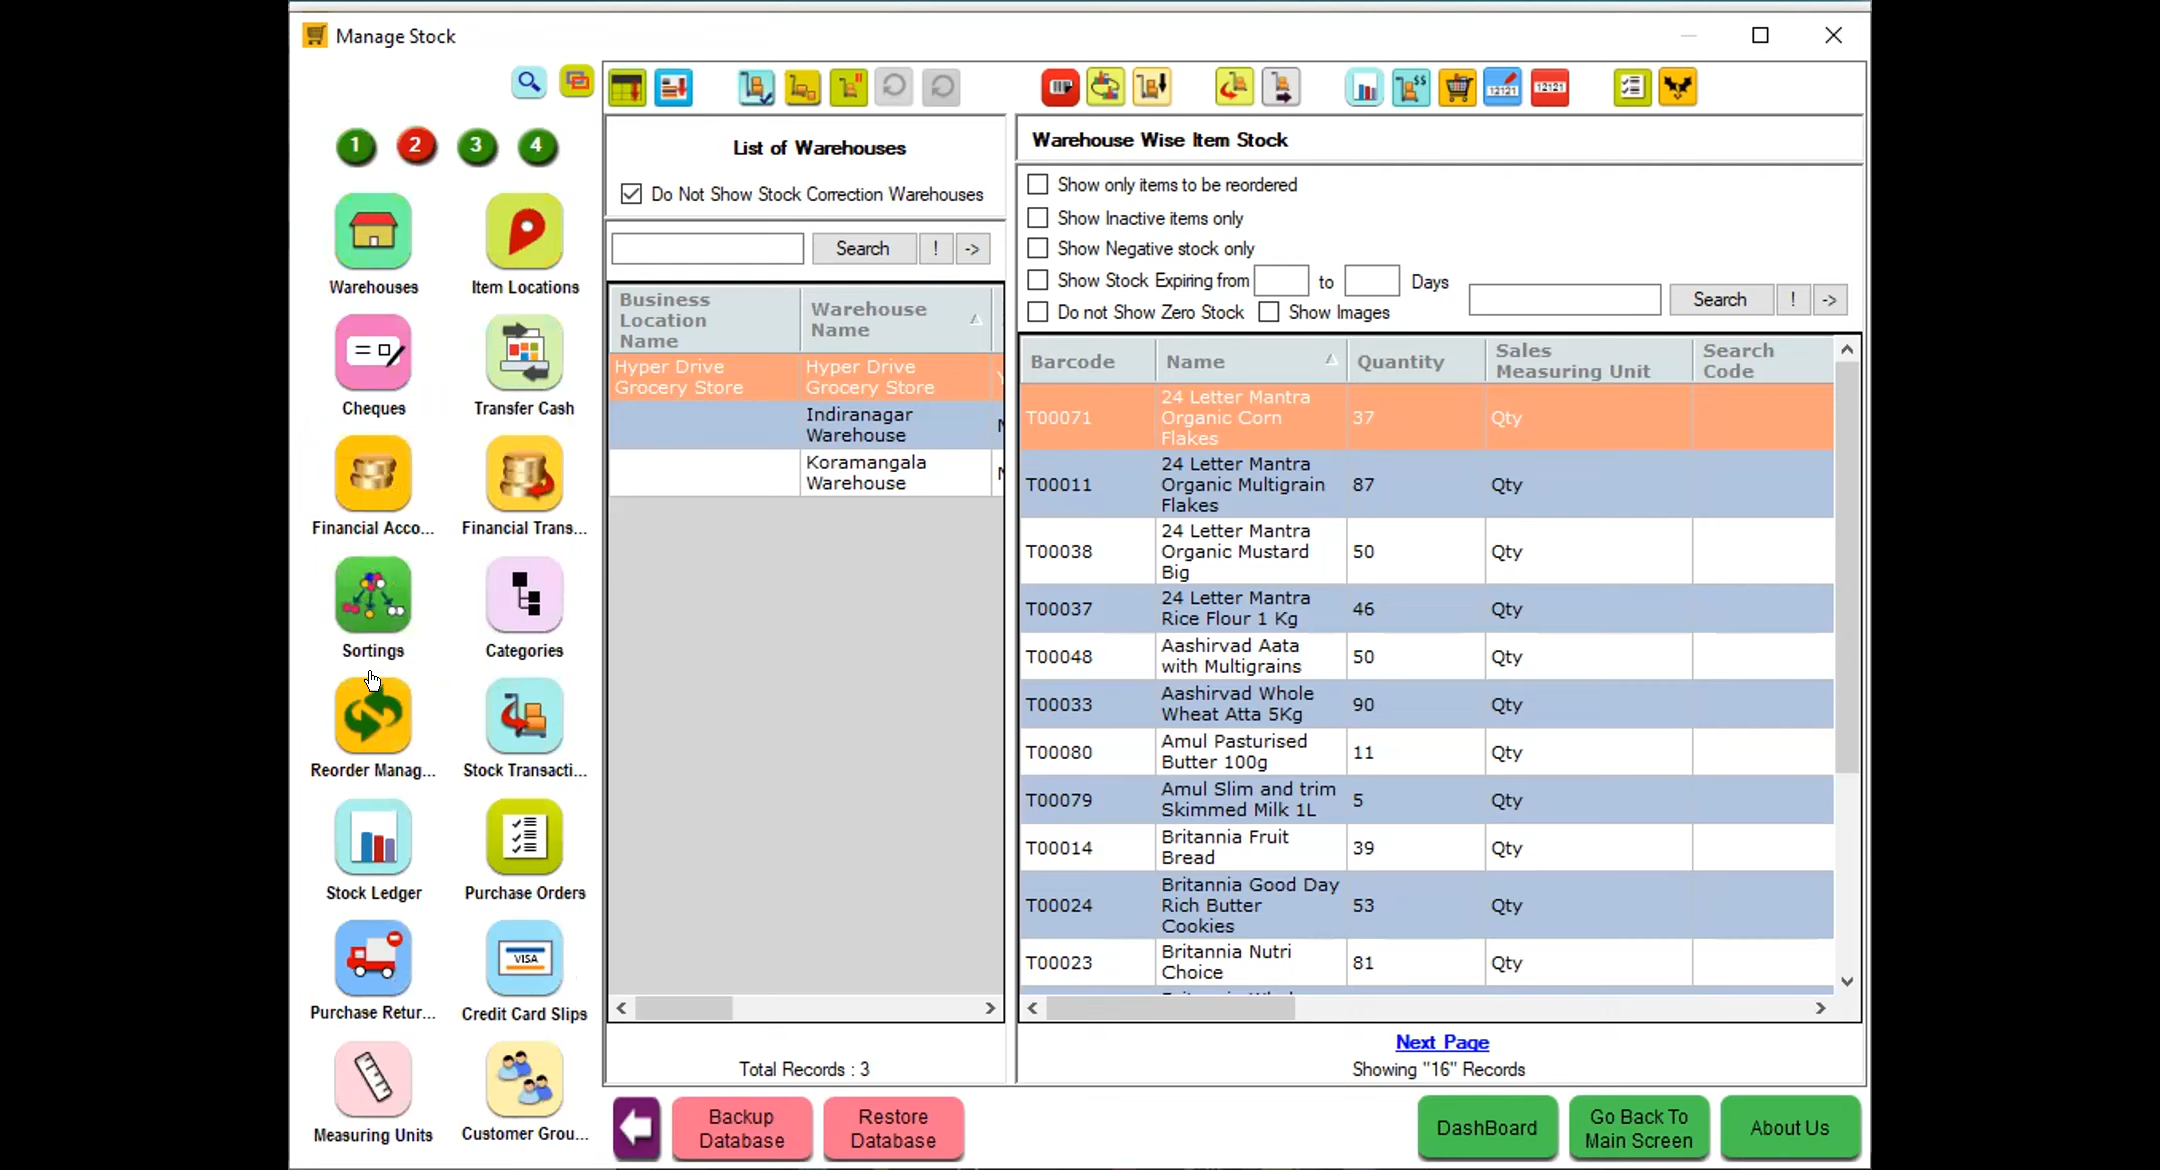 Manage Stock
1 2 3 4
Warehouses
Item Locations
Cheques
Transfer Cash
Financial Acco...
Financial Trans...
Sortings
Categories
Reorder Manag...
Stock Transacti...
Stock Ledger
Purchase Orders
VISA
Purchase Retur...
Credit Card Slips
Measuring Units
Customer Grou...
12121
12121
$$
List of Warehouses
Do Not Show Stock Correction Warehouses
Search ! ->
Business
Location
Name
Warehouse
Name
Hyper Drive
Grocery Store
Hyper Drive
Grocery Store
Indiranagar
Warehouse
Koramangala
Warehouse
Total Records : 3
Warehouse Wise Item Stock
Show only items to be reordered
Show Inactive items only
Show Negative stock only
Show Stock Expiring from to Days
Do not Show Zero Stock Show Images
Search ! ->
Barcode
Name
Quantity
Sales
Measuring Unit
Search
Code
T00071
24 Letter Mantra
Organic Corn
Flakes
37
Qty
T00011
24 Letter Mantra
Organic Multigrain
Flakes
87
Qty
T00038
24 Letter Mantra
Organic Mustard
Big
50
Qty
T00037
24 Letter Mantra
Rice Flour 1 Kg
46
Qty
T00048
Aashirvad Aata
with Multigrains
50
Qty
T00033
Aashirvad Whole
Wheat Atta 5Kg
90
Qty
T00080
Amul Pasturised
Butter 100g
11
Qty
T00079
Amul Slim and trim
Skimmed Milk 1L
5
Qty
T00014
Britannia Fruit
Bread
39
Qty
T00024
Britannia Good Day
Rich Butter
Cookies
53
Qty
T00023
Britannia Nutri
Choice
81
Qty
Next Page
Showing "16" Records
Backup
Database
Restore
Database
DashBoard
Go Back To
Main Screen
About Us